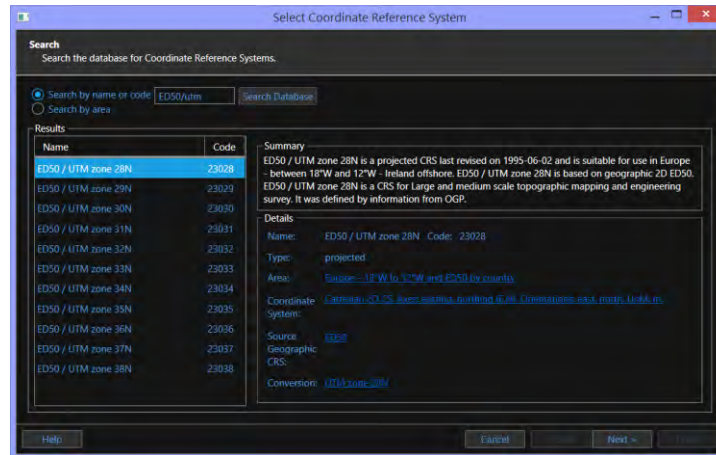 Select Coordinate Reference System
Search
Search the database for Coordinate Reference Systems.
Search by name or code ED50/utm Search Database
Search by area
Results
Name Code
ED50 / UTM zone 28N 23028
ED50 / UTM zone 29N 23029
ED50 / UTM zone 30N 23030
ED50 / UTM zone 31N 23031
ED50 / UTM zone 32N 23032
ED50 / UTM zone 33N 23033
ED50 / UTM zone 34N 23034
ED50 / UTM zone 35N 23035
ED50 / UTM zone 36N 23036
ED50 / UTM zone 37N 23037
ED50 / UTM zone 38N 23038
Summary
ED50 / UTM zone 28N is a projected CRS last revised on 1995-06-02 and is suitable for use in Europe
- between 18°W and 12°W - Ireland offshore. ED50 / UTM zone 28N is based on geographic 2D ED50.
ED50 / UTM zone 28N is a CRS for Large and medium scale topographic mapping and engineering
survey. It was defined by information from OGP.
Details
Name: ED50 / UTM zone 28N Code: 23028
Type: projected
Area: Europe - and ED50 by country
Coordinate
System:
Source
Geographic
CRS:
Conversion: UTM zone 28N
Help Cancel Next »